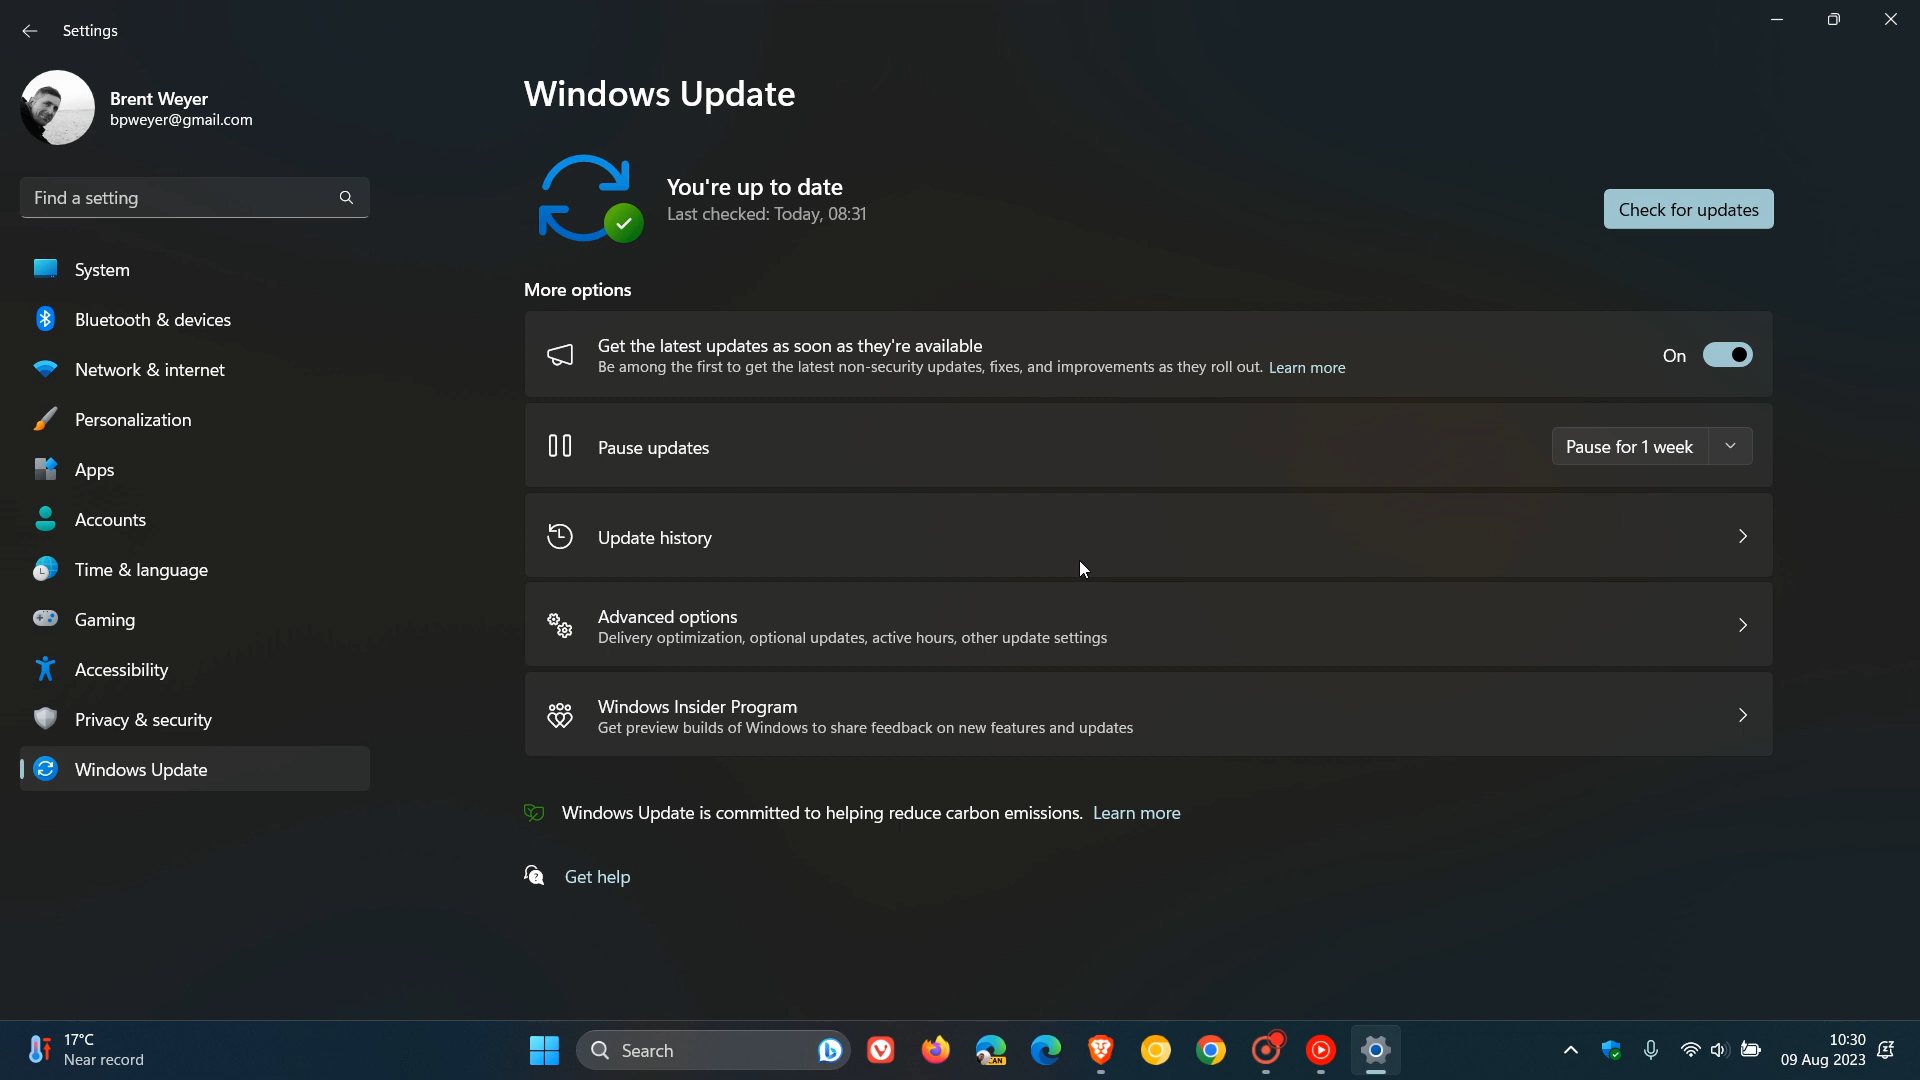 Settings
Brent Weyer
bpweyer@gmail.com
Find a setting
System
Bluetooth & devices
Network & internet
Personalization
Apps
Accounts
Time & language
Gaming
Accessibility
Privacy & security
Windows Update
Windows Update
You're up to date
Last checked: Today, 08:31
Check for updates
More options
Get the latest updates as soon as they're available
Be among the first to get the latest non-security updates, fixes, and improvements as they roll out. Learn more
On
Pause updates
Pause for 1 week
Update history
Advanced options
Delivery optimization, optional updates, active hours, other update settings
Windows Insider Program
Get preview builds of Windows to share feedback on new features and updates
Windows Update is committed to helping reduce carbon emissions. Learn more
Get help
17°C
Near record
Search
CAN
10:30
09 Aug 2023